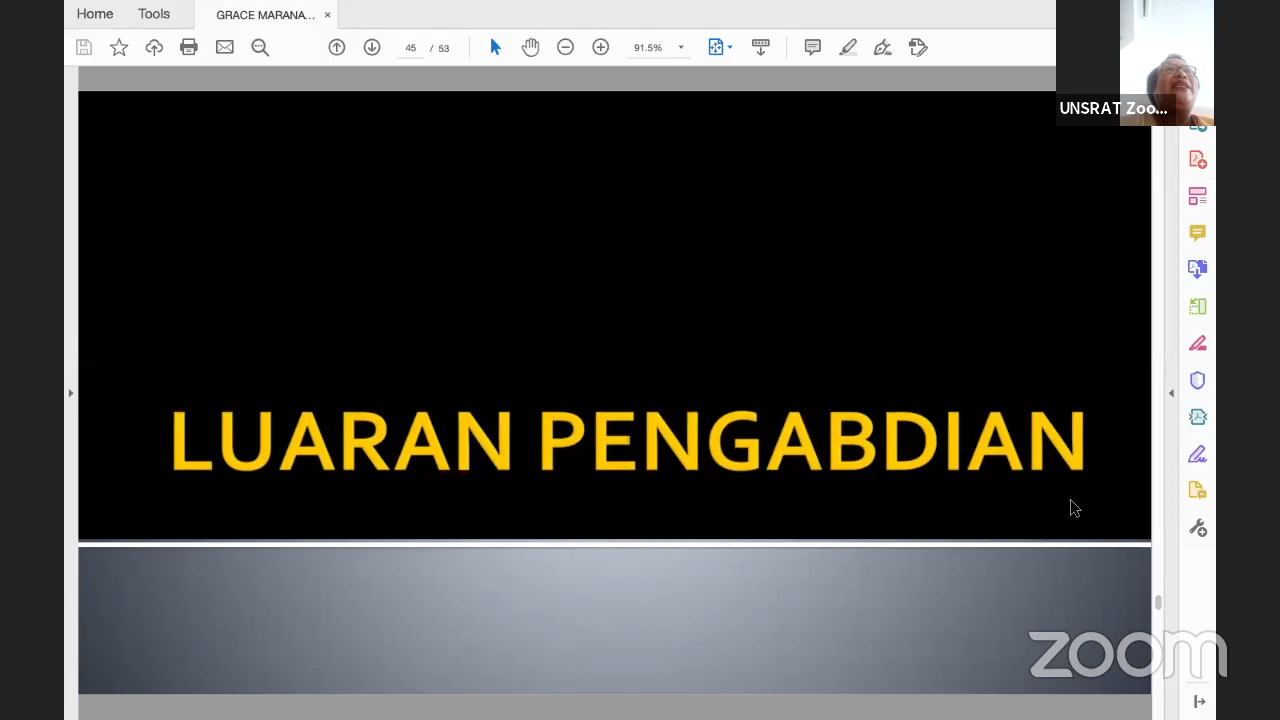 Home Tools GRACE MARANA... ×
45 / 53 91.5%
UNSRAT Zoo...
LUARAN PENGABDIAN
zoom